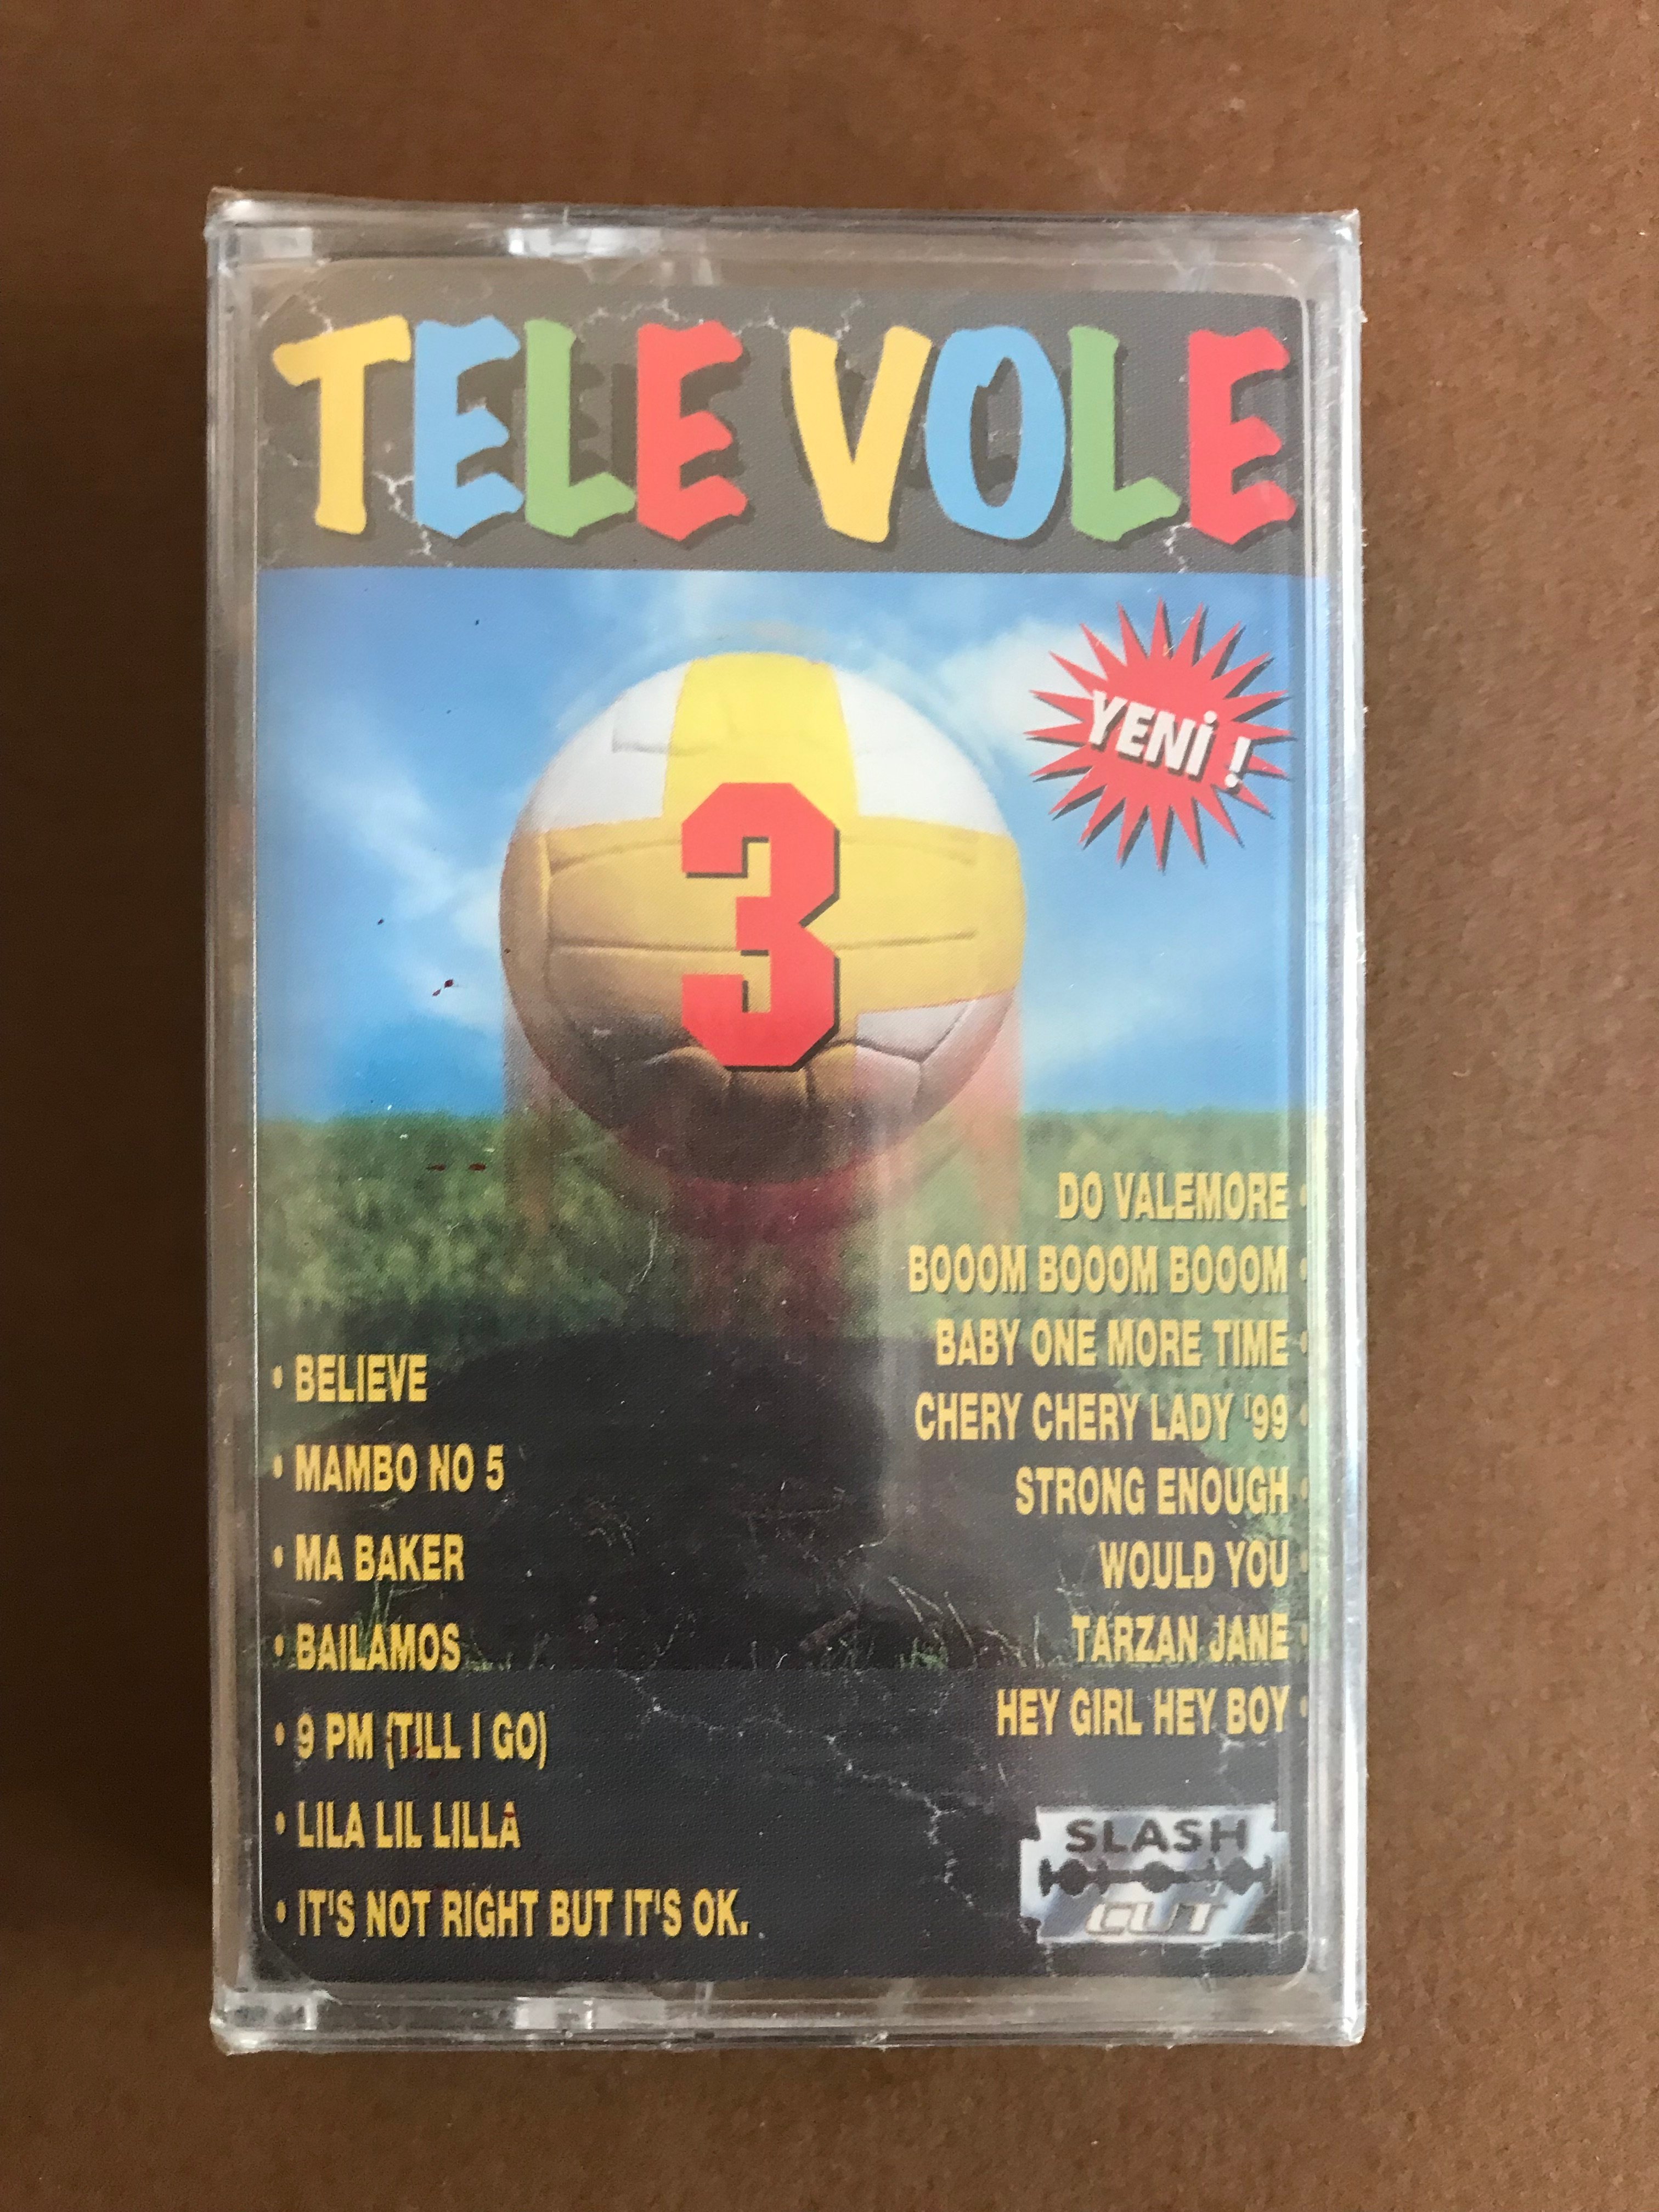 TELE VOLE
YENİ !
3
DO VALEMORE •
BOOOM BOOOM BOOOM •
BABY ONE MORE TIME •
CHERY CHERY LADY '99 •
STRONG ENOUGH •
WOULD YOU •
TARZAN JANE •
HEY GIRL HEY BOY •
• BELIEVE
• MAMBO NO 5
• MA BAKER
• BAILAMOS
• 9 PM (TILL I GO)
• LILA LIL LILLA
• IT'S NOT RIGHT BUT IT'S OK.
SLASH
CUT